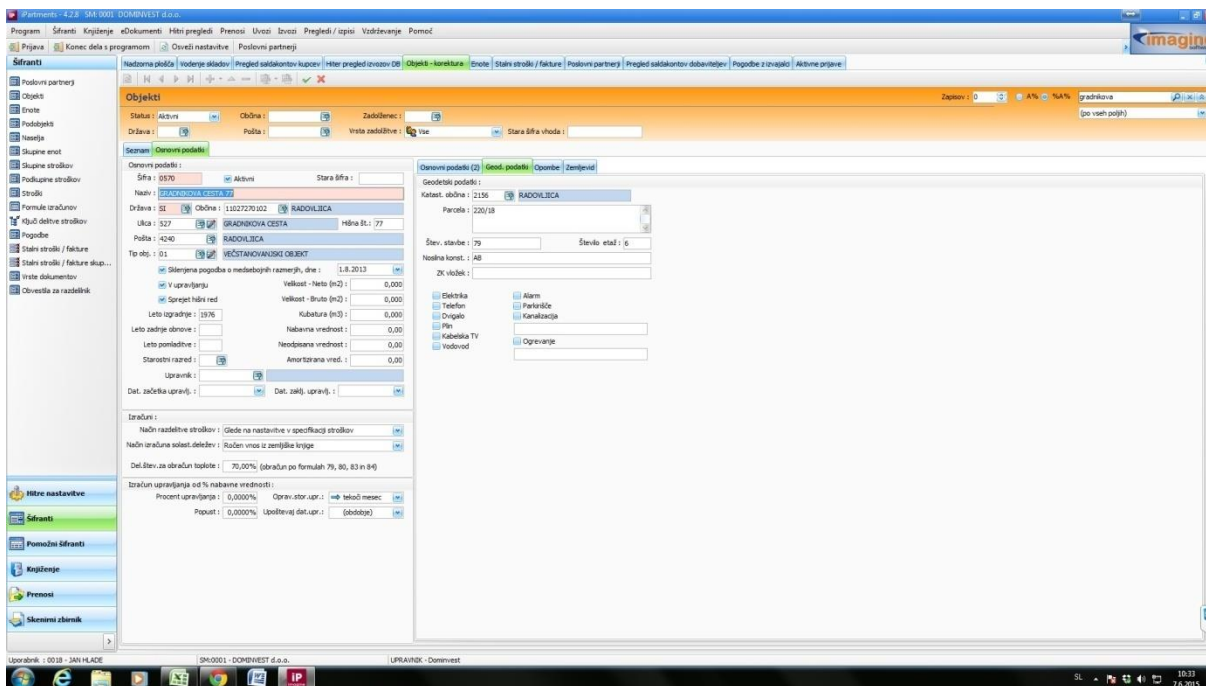 iPartments - 4.2.8 SM: 0001 DOMINVEST d.o.o.
Program Šifranti Knjiženje eDokumenti Hitri pregledi Prenosi Uvozi Izvozi Pregledi / izpisi Vzdrževanje Pomoč
Prijava Konec dela s programom Osveži nastavitve Poslovni partnerji
imagine
Šifranti
Nadzorna plošča Vodenje skladov Pregled saldakontov kupcev Hiter pregled izvozov DB Objekti - korektura Enote Stalni stroški / fakture Poslovni partnerji Pregled saldakontov dobaviteljev Pogodbe z izvajalci Aktivne prijave
Poslovni partnerji
Objekti
Enote
Podobjekti
Naselja
Skupine enot
Skupine stroškov
Podkupine stroškov
Stroški
Formule izračunov
Ključi delitve stroškov
Pogodbe
Stalni stroški / fakture
Stalni stroški / fakture skup...
Vrste dokumentov
Obvestila za razdelilnik
Hitre nastavitve
Šifranti
Pomožni šifranti
Knjiženje
Prenosi
Skenirni zbirnik
Objekti
Zapisov : 0 A% %A% gradnikova
(po vseh poljih)
Status : Aktivni Občina : Zadolženec :
Država : Pošta : Vrsta zadolžitve : Vse Stara šifra vhoda :
Seznam Osnovni podatki
Osnovni podatki :
Šifra : 0570 Aktivni Stara šifra :
Naziv : GRADNIKOVA CESTA 77
Država : SI Občina : 11027270102 RADOVLJICA
Ulica : 527 GRADNIKOVA CESTA Hišna št.: 77
Pošta : 4240 RADOVLJICA
Tip obj. : 01 VEČSTANOVANJSKI OBJEKT
Sklenjena pogodba o medsebojnih razmerjih, dne : 1.8.2013
V upravljanju Velikost - Neto (m2) : 0,000
Sprejet hišni red Velikost - Bruto (m2) : 0,000
Leto izgradnje : 1976 Kubatura (m3) : 0,000
Leto zadnje obnove : Nabavna vrednost : 0,00
Leto pomladitve : Neodpisana vrednost : 0,00
Starostni razred : Amortizirana vred. : 0,00
Upravnik :
Dat. začetka upravlj. : Dat. zaklj. upravlj. :
Izračuni :
Način razdelitve stroškov : Glede na nastavitve v specifikaciji stroškov
Način izračuna solast.deležev : Ročen vnos iz zemljiške knjige
Del.štev.za obračun toplote : 70,00% (obračun po formulah 79, 80, 83 in 84)
Izračun upravljanja od % nabavne vrednosti :
Procent upravljanja : 0,0000% Oprav.stor.upr.: tekoči mesec
Popust : 0,0000% Upoštevaj dat.upr.: (obdobje)
Osnovni podatki (2) Geod. podatki Opombe Zemljevid
Geodetski podatki :
Katast. občina : 2156 RADOVLJICA
Parcela : 220/18
Štev. stavbe : 79 Število etaž : 6
Nosilna konst. : AB
ZK vložek :
Elektrika Alarm
Telefon Parkirišče
Dvigalo Kanalizacija
Plin
Kabelska TV Ogrevanje
Vodovod
Uporabnik : 0018 - JAN HLADE SM:0001 - DOMINVEST d.o.o. UPRAVNIK - Dominvest
iP
SL 10:33
7.6.2015